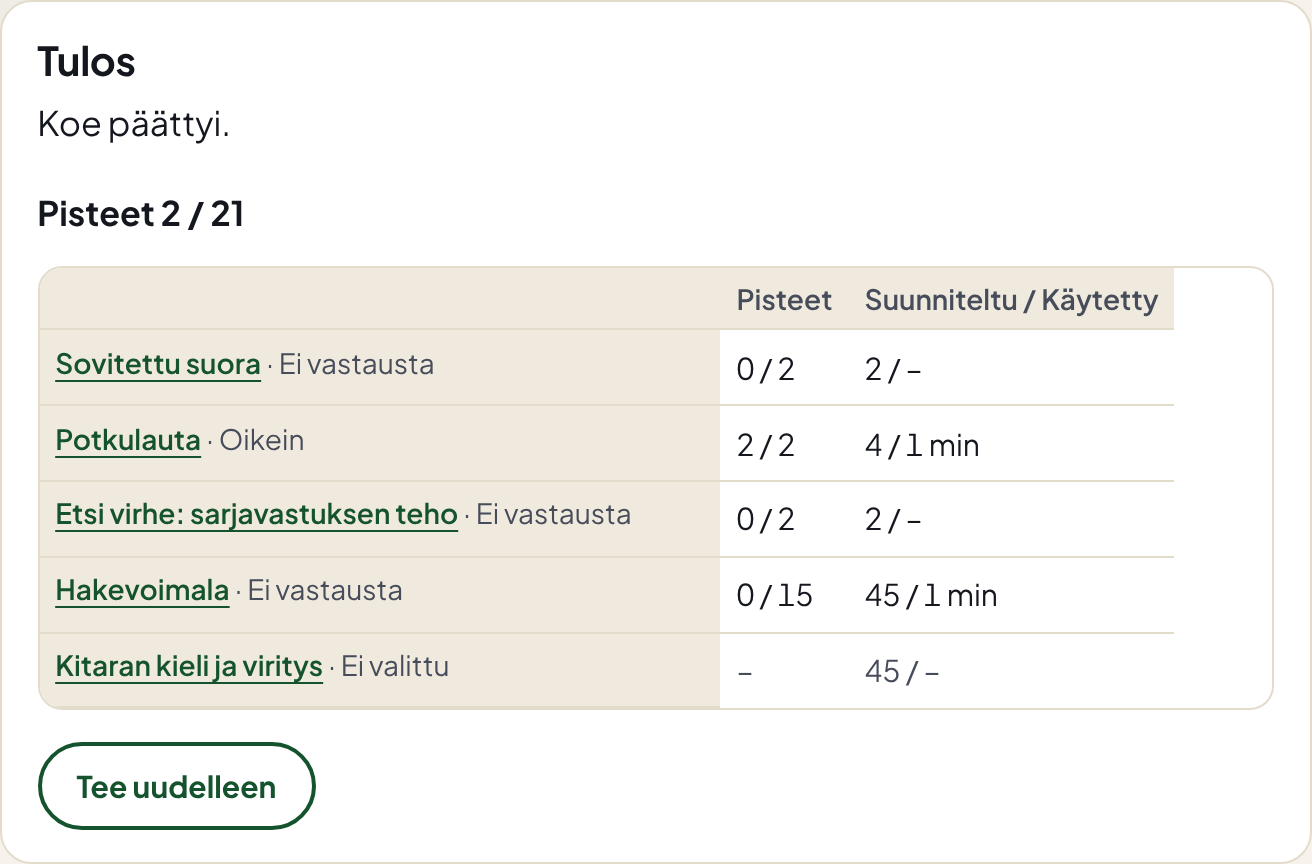 Tulos
Koe päättyi.
Pisteet 2 / 21
Pisteet Suunniteltu / Käytetty
Sovitettu suora · Ei vastausta 0 / 2 2 / –
Potkulauta · Oikein 2 / 2 4 / 1 min
Etsi virhe: sarjavastuksen teho · Ei vastausta 0 / 2 2 / –
Hakevoimala · Ei vastausta 0 / 15 45 / 1 min
Kitaran kieli ja viritys · Ei valittu – 45 / –
Tee uudelleen